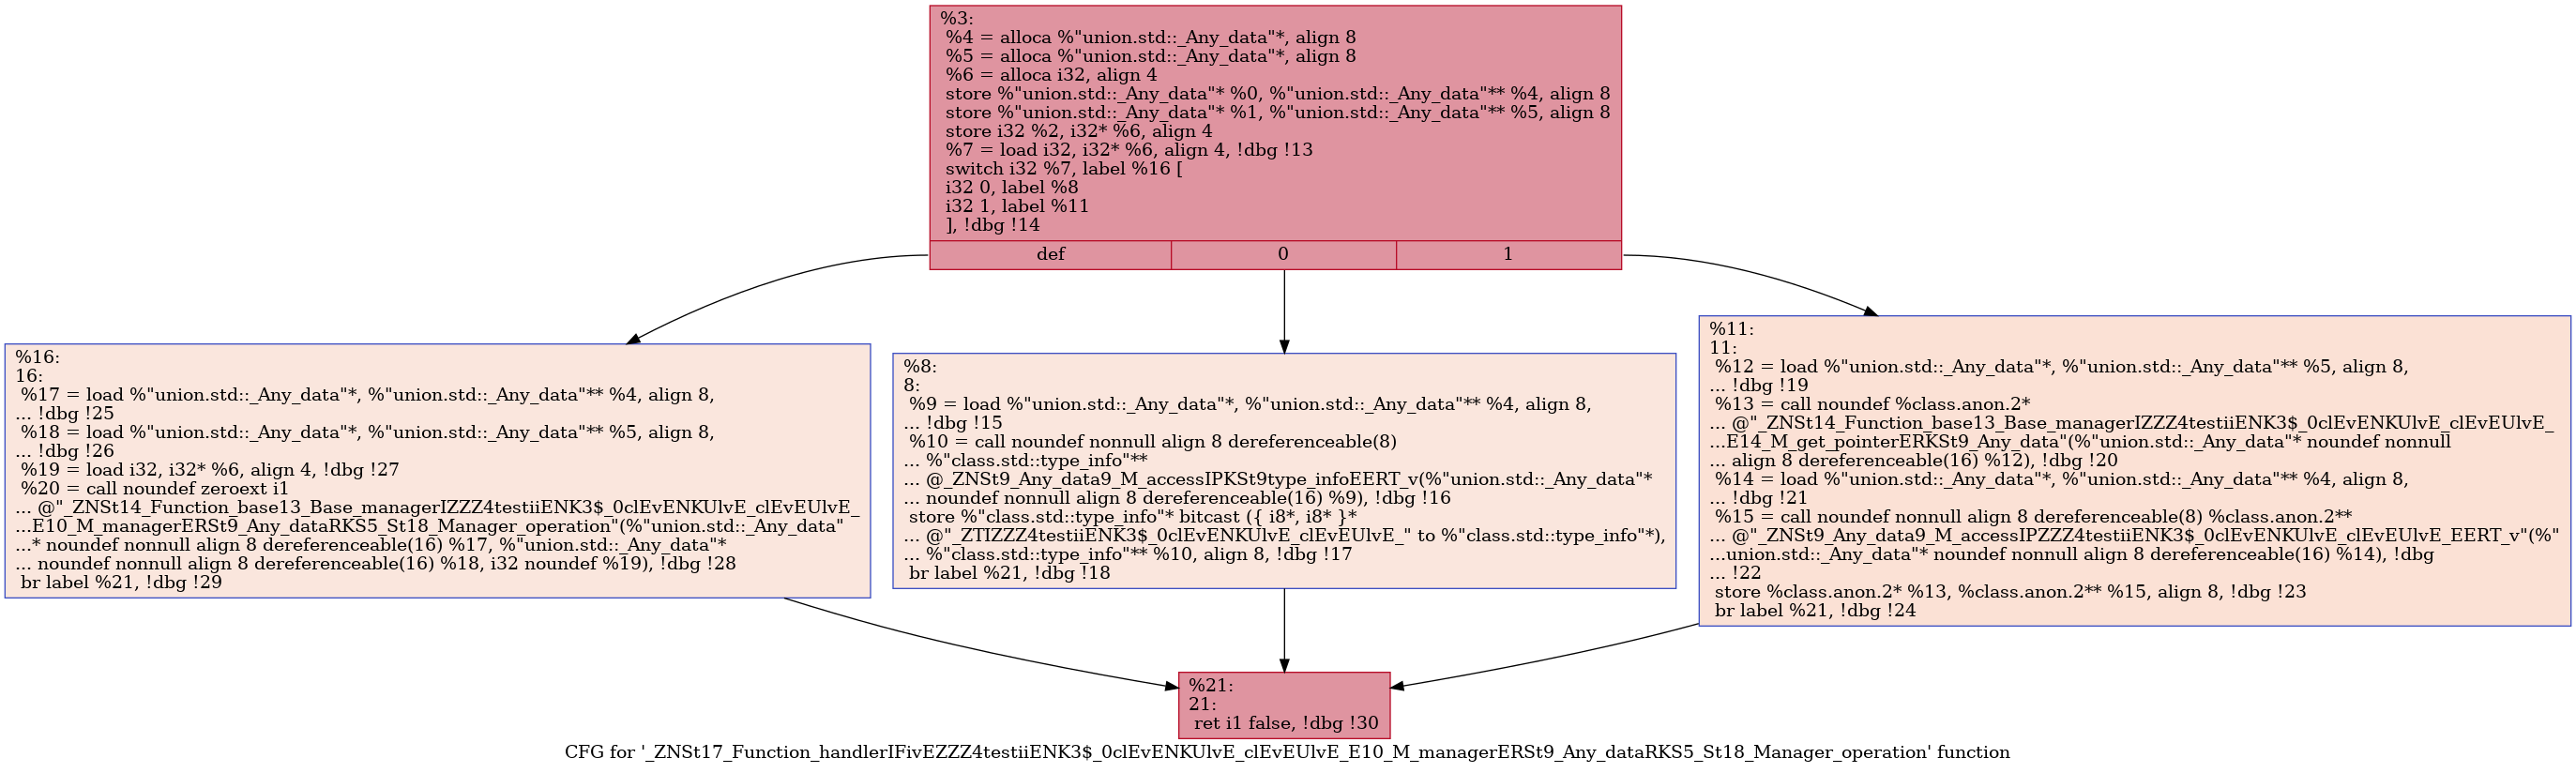 %3:
%4 = alloca %"union.std::_Any_data"*, align 8
%5 = alloca %"union.std::_Any_data"*, align 8
%6 = alloca i32, align 4
store %"union.std::_Any_data"* %0, %"union.std::_Any_data"** %4, align 8
store %"union.std::_Any_data"* %1, %"union.std::_Any_data"** %5, align 8
store i32 %2, i32* %6, align 4
%7 = load i32, i32* %6, align 4, !dbg !13
switch i32 %7, label %16 [
i32 0, label %8
i32 1, label %11
], !dbg !14
def
0
1
%16:
16:
%17 = load %"union.std::_Any_data"*, %"union.std::_Any_data"** %4, align 8,
... !dbg !25
%18 = load %"union.std::_Any_data"*, %"union.std::_Any_data"** %5, align 8,
... !dbg !26
%19 = load i32, i32* %6, align 4, !dbg !27
%20 = call noundef zeroext i1
... @"_ZNSt14_Function_base13_Base_managerIZZZ4testiiENK3$_0clEvENKUlvE_clEvEUlvE_
...E10_M_managerERSt9_Any_dataRKS5_St18_Manager_operation"(%"union.std::_Any_data"
...* noundef nonnull align 8 dereferenceable(16) %17, %"union.std::_Any_data"*
... noundef nonnull align 8 dereferenceable(16) %18, i32 noundef %19), !dbg !28
br label %21, !dbg !29
%8:
8:
%9 = load %"union.std::_Any_data"*, %"union.std::_Any_data"** %4, align 8,
... !dbg !15
%10 = call noundef nonnull align 8 dereferenceable(8)
... %"class.std::type_info"**
... @_ZNSt9_Any_data9_M_accessIPKSt9type_infoEERT_v(%"union.std::_Any_data"*
... noundef nonnull align 8 dereferenceable(16) %9), !dbg !16
store %"class.std::type_info"* bitcast ({ i8*, i8* }*
... @"_ZTIZZZ4testiiENK3$_0clEvENKUlvE_clEvEUlvE_" to %"class.std::type_info"*),
... %"class.std::type_info"** %10, align 8, !dbg !17
br label %21, !dbg !18
%11:
11:
%12 = load %"union.std::_Any_data"*, %"union.std::_Any_data"** %5, align 8,
... !dbg !19
%13 = call noundef %class.anon.2*
... @"_ZNSt14_Function_base13_Base_managerIZZZ4testiiENK3$_0clEvENKUlvE_clEvEUlvE_
...E14_M_get_pointerERKSt9_Any_data"(%"union.std::_Any_data"* noundef nonnull
... align 8 dereferenceable(16) %12), !dbg !20
%14 = load %"union.std::_Any_data"*, %"union.std::_Any_data"** %4, align 8,
... !dbg !21
%15 = call noundef nonnull align 8 dereferenceable(8) %class.anon.2**
... @"_ZNSt9_Any_data9_M_accessIPZZZ4testiiENK3$_0clEvENKUlvE_clEvEUlvE_EERT_v"(%"
...union.std::_Any_data"* noundef nonnull align 8 dereferenceable(16) %14), !dbg
... !22
store %class.anon.2* %13, %class.anon.2** %15, align 8, !dbg !23
br label %21, !dbg !24
%21:
21:
ret i1 false, !dbg !30
CFG for '_ZNSt17_Function_handlerIFivEZZZ4testiiENK3$_0clEvENKUlvE_clEvEUlvE_E10_M_managerERSt9_Any_dataRKS5_St18_Manager_operation' function